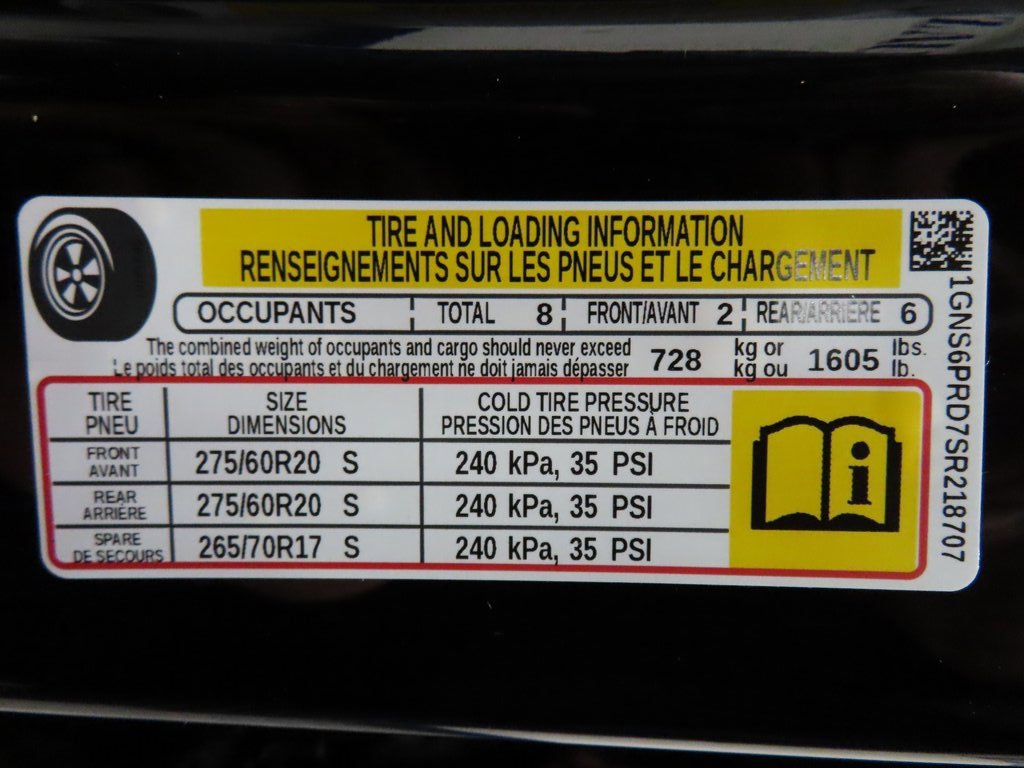 TIRE AND LOADING INFORMATION
RENSEIGNEMENTS SUR LES PNEUS ET LE CHARGEMENT
OCCUPANTS TOTAL 8 FRONT/AVANT 2 REAR/ARRIÈRE 6
The combined weight of occupants and cargo should never exceed 728 kg or 1605 lbs.
Le poids total des occupants et du chargement ne doit jamais dépasser kg ou lb.
TIRE SIZE COLD TIRE PRESSURE
PNEU DIMENSIONS PRESSION DES PNEUS À FROID
FRONT
AVANT 275/60R20 S 240 kPa, 35 PSI
REAR
ARRIÈRE 275/60R20 S 240 kPa, 35 PSI
SPARE
DE SECOURS 265/70R17 S 240 kPa, 35 PSI
1GNS6PRD7SR218707